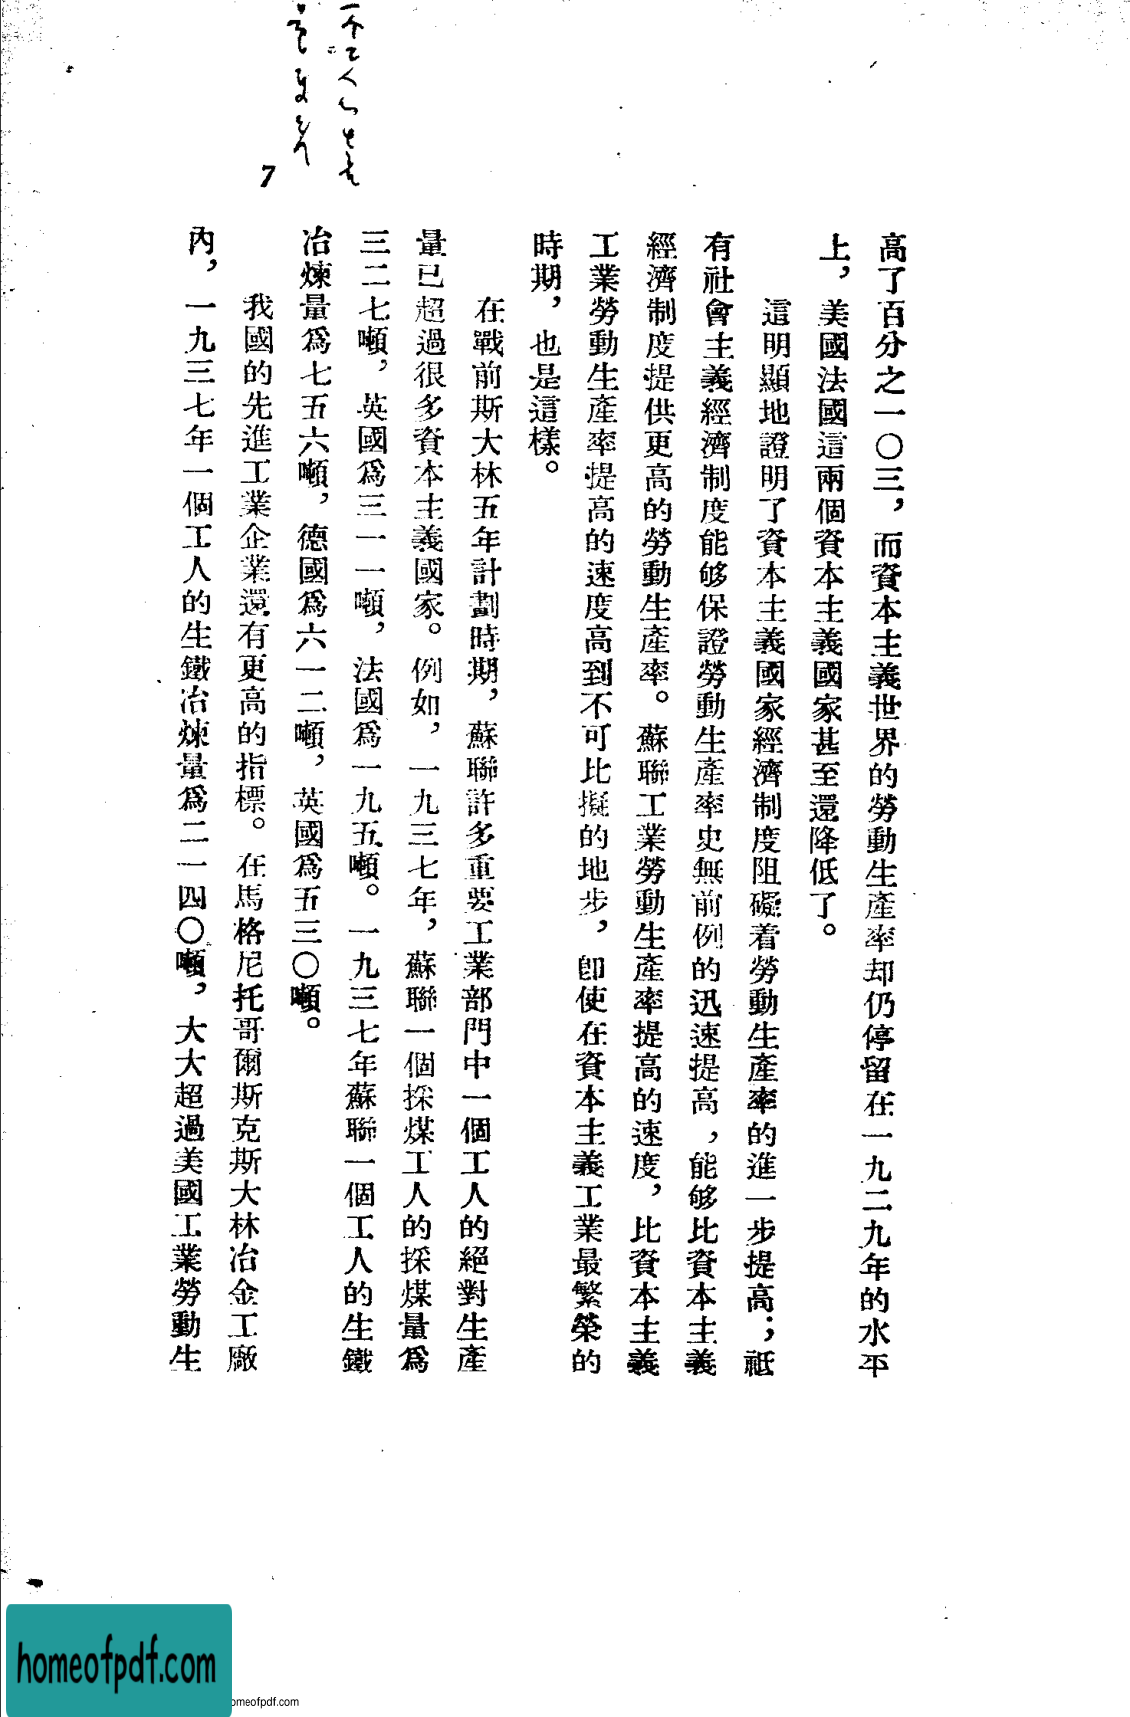 高了百分之一〇三，而資本主義世界的勞動生產率却仍停留在一九二九年的水平
上，美國法國這兩個資本主義國家甚至還降低了。
這明顯地證明了資本主義國家經濟制度阻礙着勞動生產率的進一步提高；祗
有社會主義經濟制度能够保證勞動生產率史無前例的迅速提高，能够比資本主義
經濟制度提供更高的勞動生產率。蘇聯工業勞動生產率提高的速度，比資本主義
工業勞動生產率提高的速度高到不可比擬的地步，卽使在資本主義工業最繁榮的
時期，也是這樣。
在戰前斯大林五年計劃時期，蘇聯許多重要工業部門中一個工人的絕對生產
量已超過很多資本主義國家。例如，一九三七年，蘇聯一個採煤工人的採煤量爲
三二七噸，英國爲三一一噸，法國爲一九五噸。一九三七年蘇聯一個工人的生鐵
冶煉量爲七五六噸，德國爲六一二噸，英國爲五三〇噸。
我國的先進工業企業還有更高的指標。在馬格尼托哥爾斯克斯大林冶金工廠
內，一九三七年一個工人的生鐵冶煉量爲二一四〇噸，大大超過美國工業勞動生
7
homeofpdf.com
omeofpdf.com